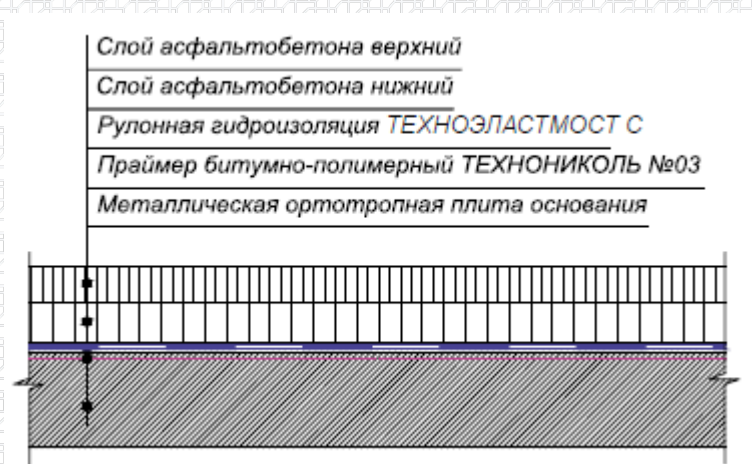 Слой асфальтобетона верхний
Слой асфальтобетона нижний
Рулонная гидроизоляция ТЕХНОЭЛАСТМОСТ С
Праймер битумно-полимерный ТЕХНОНИКОЛЬ №03
Металлическая ортотропная плита основания